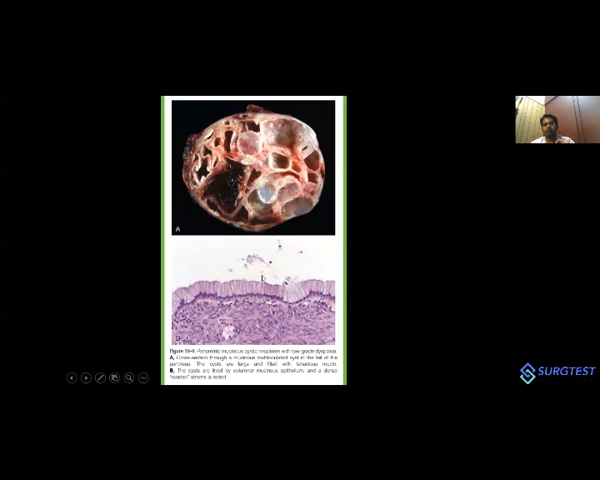 A
B
Figure 19-4 Pancreatic mucinous cystic neoplasm with low-grade dysplasia.
A, Cross-section through a mucinous multiloculated cyst in the tail of the
pancreas. The cysts are large and filled with tenacious mucin.
B, The cysts are lined by columnar mucinous epithelium, and a dense
"ovarian" stroma is noted.
SURGTEST